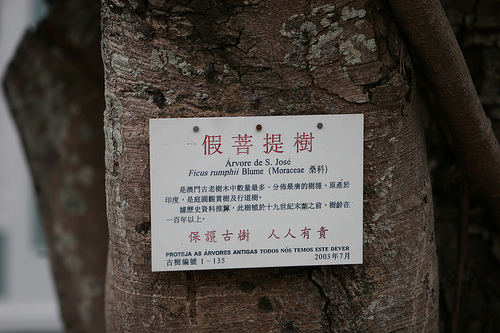 假菩提樹
Árvore de S. José
Ficus rumphii Blume (Moraceae 桑科)
是澳門古老樹木中數量最多、分佈最廣的樹種，原產於
印度，是庭園觀賞樹及行道樹。
據歷史資料推算，此樹植於十九世紀末葉之前，樹齡在
一百年以上。
保護古樹 人人有責
PROTEJA AS ÁRVORES ANTIGAS TODOS NÓS TEMOS ESTE DEVER
古樹編號 1－135 2003年7月